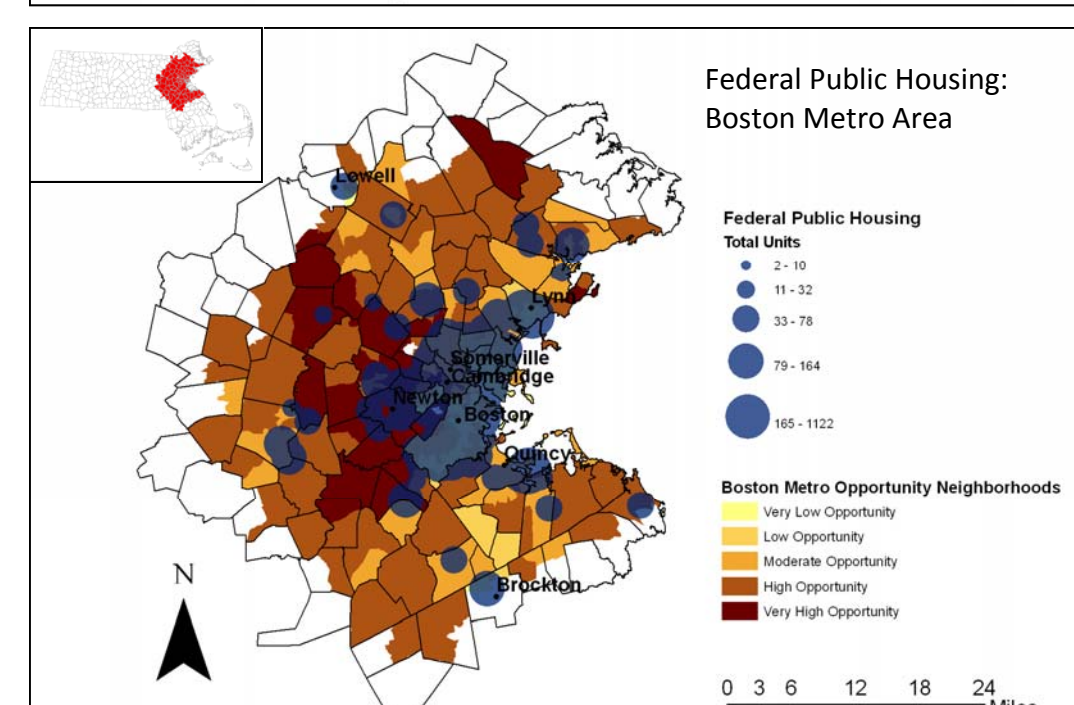 Federal Public Housing:
Boston Metro Area
Lowell
Lynn
Somerville
Cambridge
Newton
Boston
Quincy
Brockton
N
Federal Public Housing
Total Units
2 - 10
11 - 32
33 - 78
79 - 164
165 - 1122
Boston Metro Opportunity Neighborhoods
Very Low Opportunity
Low Opportunity
Moderate Opportunity
High Opportunity
Very High Opportunity
0 3 6 12 18 24
Miles